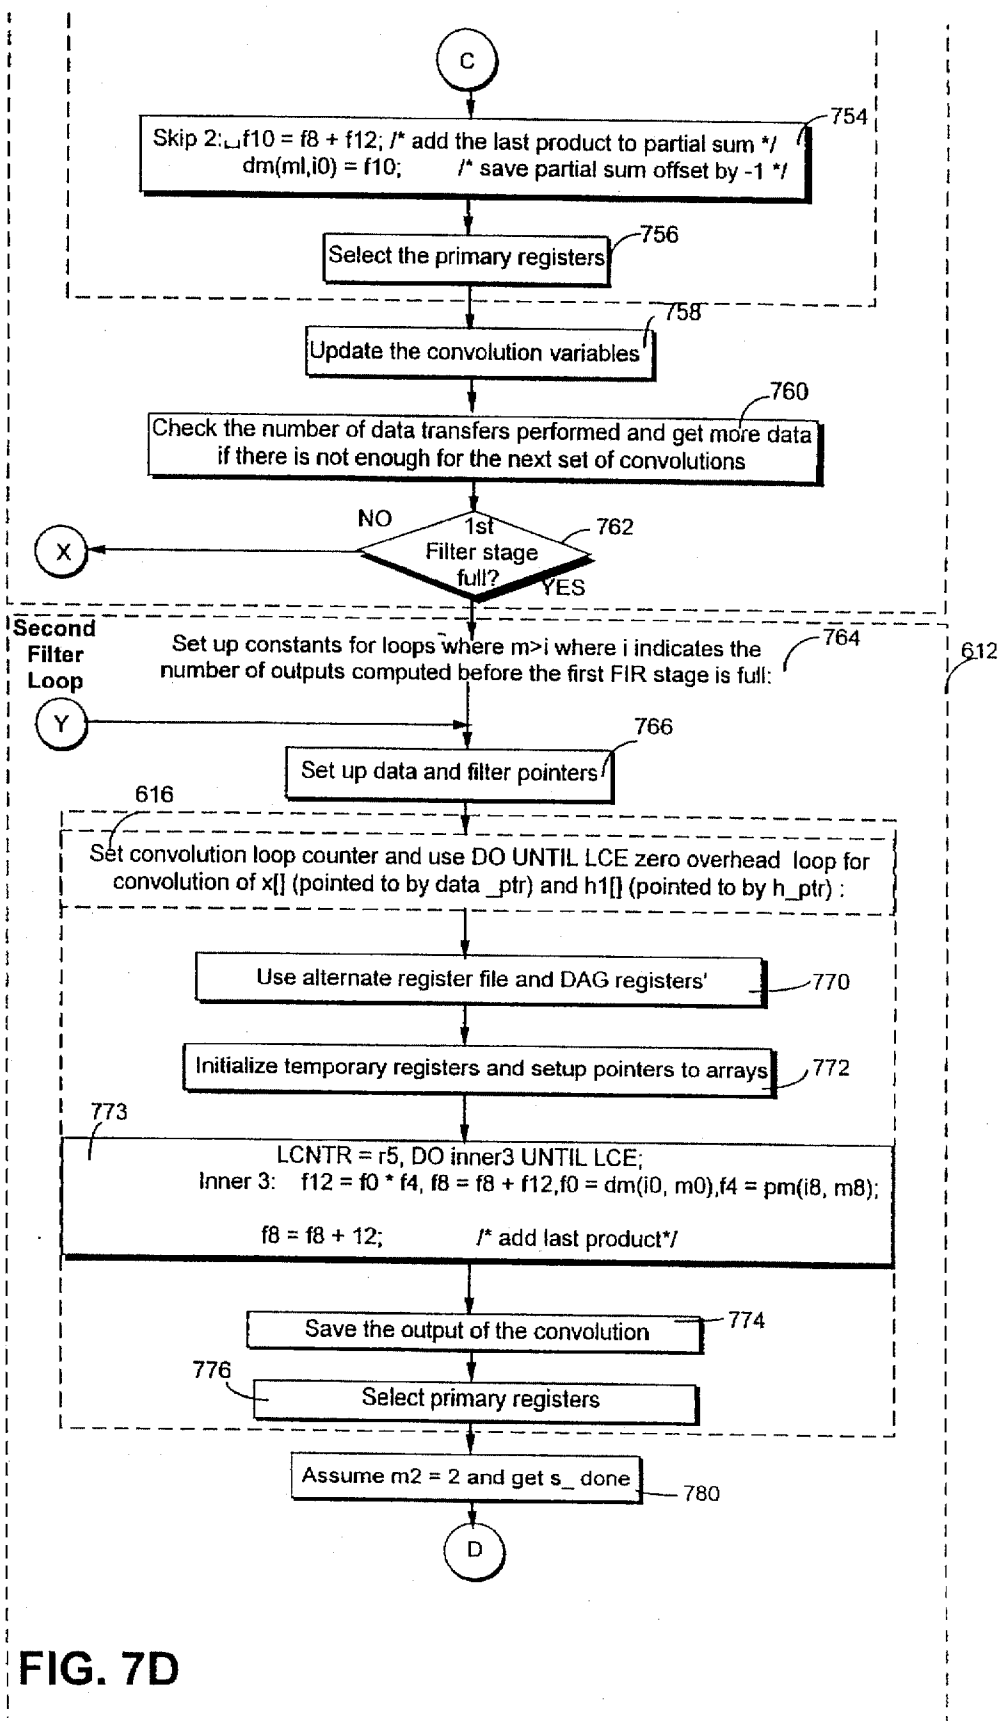 C
754
Skip 2:␣f10 = f8 + f12; /* add the last product to partial sum */
dm(ml,i0) = f10; /* save partial sum offset by -1 */
756
Select the primary registers
758
Update the convolution variables
760
Check the number of data transfers performed and get more data
if there is not enough for the next set of convolutions
NO
762
1st
Filter stage
full?
X
YES
Second
Filter
Loop
Set up constants for loops where m>i where i indicates the
number of outputs computed before the first FIR stage is full:
764
612
Y
766
Set up data and filter pointers
616
Set convolution loop counter and use DO UNTIL LCE zero overhead loop for
convolution of x[] (pointed to by data _ptr) and h1[] (pointed to by h_ptr) :
Use alternate register file and DAG registers'
770
Initialize temporary registers and setup pointers to arrays
772
773
LCNTR = r5, DO inner3 UNTIL LCE;
Inner 3: f12 = f0 * f4, f8 = f8 + f12,f0 = dm(i0, m0),f4 = pm(i8, m8);
f8 = f8 + 12; /* add last product*/
Save the output of the convolution
774
776
Select primary registers
Assume m2 = 2 and get s_ done
780
D
FIG. 7D